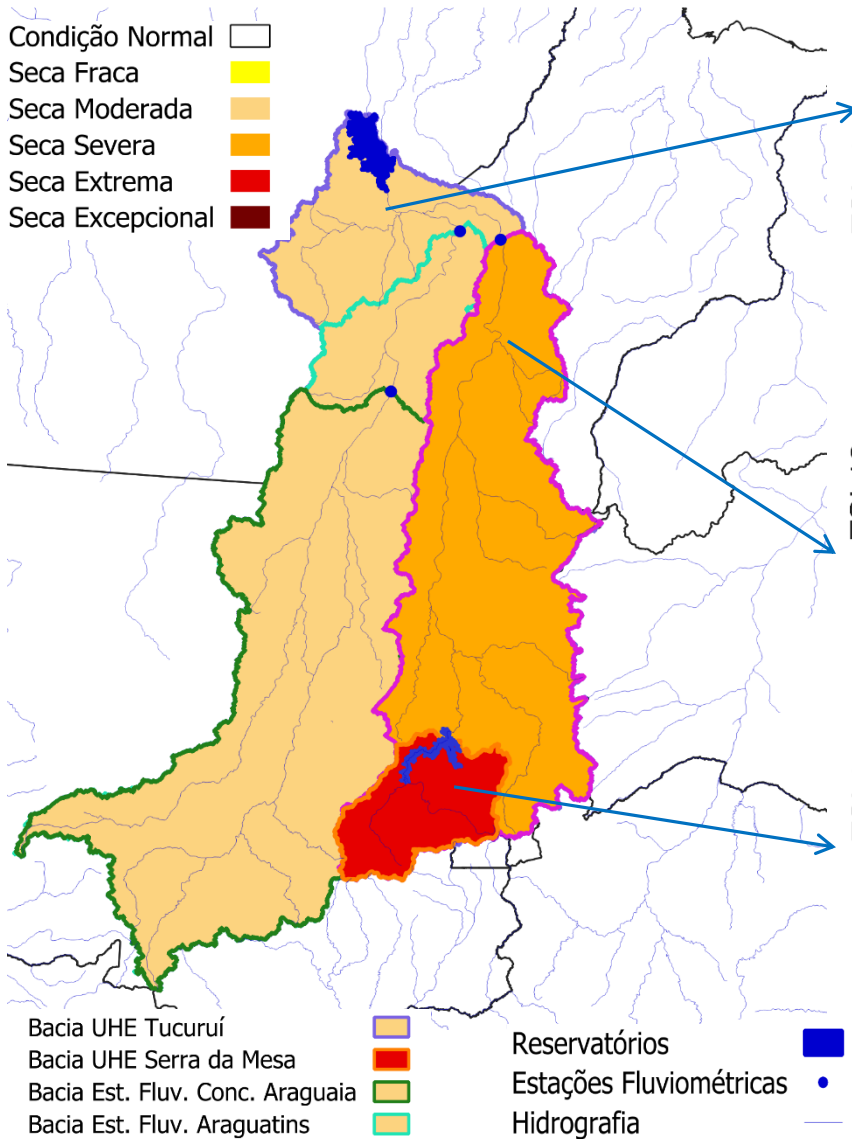 Condição Normal
Seca Fraca
Seca Moderada
Seca Severa
Seca Extrema
Seca Excepcional
Bacia UHE Tucuruí
Bacia UHE Serra da Mesa
Bacia Est. Fluv. Conc. Araguaia
Bacia Est. Fluv. Araguatins
Reservatórios
Estações Fluviométricas
Hidrografia